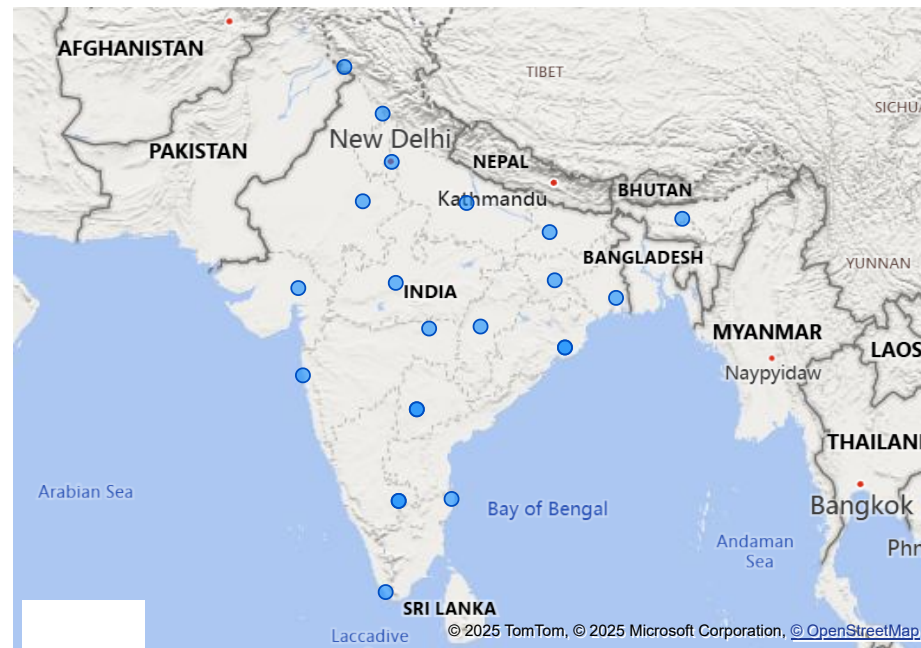 AFGHANISTAN
TIBET
SICHUA
New Delhi
PAKISTAN
NEPAL
BHUTAN
Kathmandu
BANGLADESH
YUNNAN
INDIA
MYANMAR
LAOS
Naypyidaw
THAILAN
Arabian Sea
Bangkok
Bay of Bengal
Andaman
Sea
Phn
SRI LANKA
Laccadive
© 2025 TomTom, © 2025 Microsoft Corporation, © OpenStreetMap